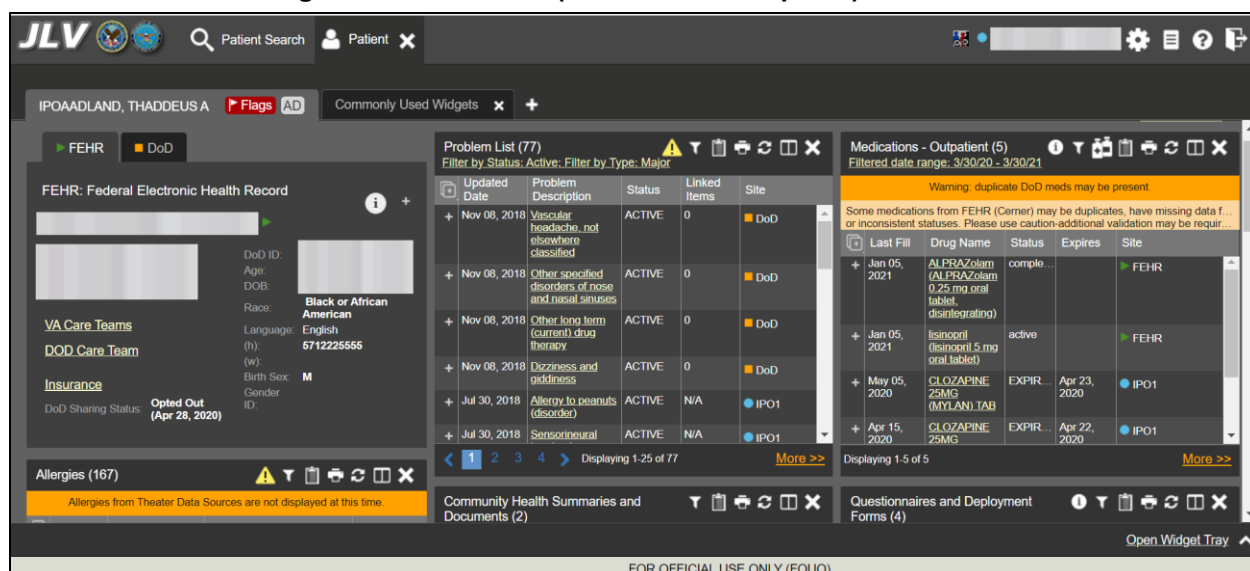 JLV Patient Search Patient
IPOAADLAND, THADDEUS A Flags AD Commonly Used Widgets
FEHR DoD
FEHR: Federal Electronic Health Record
DoD ID:
Age:
DOB:
Race: Black or African
American
VA Care Teams
Language: English
DOD Care Team
(h): 5712225555
(w):
Birth Sex: M
Insurance
Gender
ID:
DoD Sharing Status: Opted Out
(Apr 28, 2020)
Allergies (167)
Allergies from Theater Data Sources are not displayed at this time.
Problem List (77)
Filter by Status: Active; Filter by Type: Major
Updated Date Problem Description Status Linked Items Site
Nov 08, 2018 Vascular headache, not elsewhere classified ACTIVE 0 DoD
Nov 08, 2018 Other specified disorders of nose and nasal sinuses ACTIVE 0 DoD
Nov 08, 2018 Other long term (current) drug therapy ACTIVE 0 DoD
Nov 08, 2018 Dizziness and giddiness ACTIVE 0 DoD
Jul 30, 2018 Allergy to peanuts (disorder) ACTIVE N/A IPO1
Jul 30, 2018 Sensorineural ACTIVE N/A IPO1
1 2 3 4 Displaying 1-25 of 77 More >>
Community Health Summaries and
Documents (2)
Medications - Outpatient (5)
Filtered date range: 3/30/20 - 3/30/21
Warning: duplicate DoD meds may be present.
Some medications from FEHR (Cerner) may be duplicates, have missing data f...
or inconsistent statuses. Please use caution-additional validation may be requir...
Last Fill Drug Name Status Expires Site
Jan 05, 2021 ALPRAZolam (ALPRAZolam 0.25 mg oral tablet, disintegrating) comple... FEHR
Jan 05, 2021 lisinopril (lisinopril 5 mg oral tablet) active FEHR
May 05, 2020 CLOZAPINE 25MG (MYLAN) TAB EXPIR... Apr 23, 2020 IPO1
Apr 15, 2020 CLOZAPINE 25MG EXPIR... Apr 22, 2020 IPO1
Displaying 1-5 of 5 More >>
Questionnaires and Deployment
Forms (4)
Open Widget Tray
FOR OFFICIAL USE ONLY (FOUO)